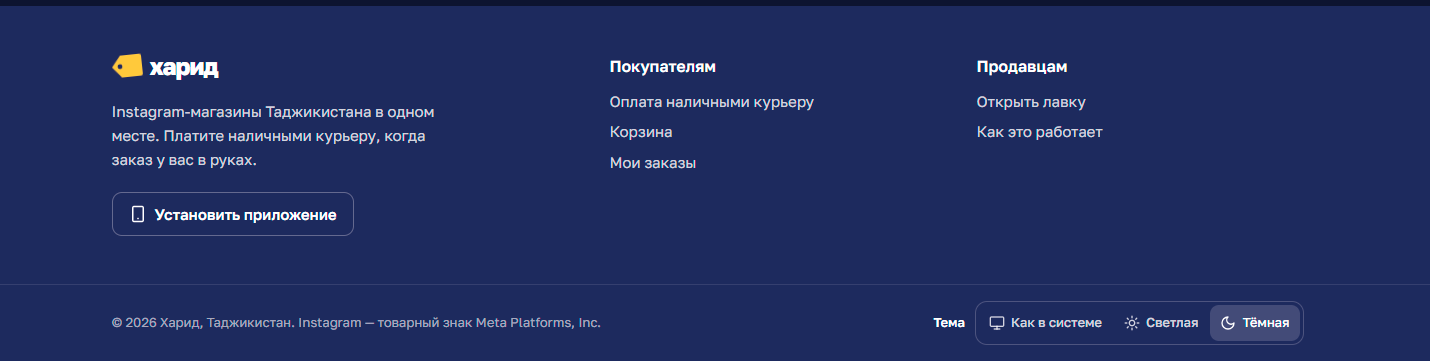 харид
Instagram-магазины Таджикистана в одном
месте. Платите наличными курьеру, когда
заказ у вас в руках.
Установить приложение
Покупателям
Оплата наличными курьеру
Корзина
Мои заказы
Продавцам
Открыть лавку
Как это работает
© 2026 Харид, Таджикистан. Instagram — товарный знак Meta Platforms, Inc.
Тема
Как в системе
Светлая
Тёмная